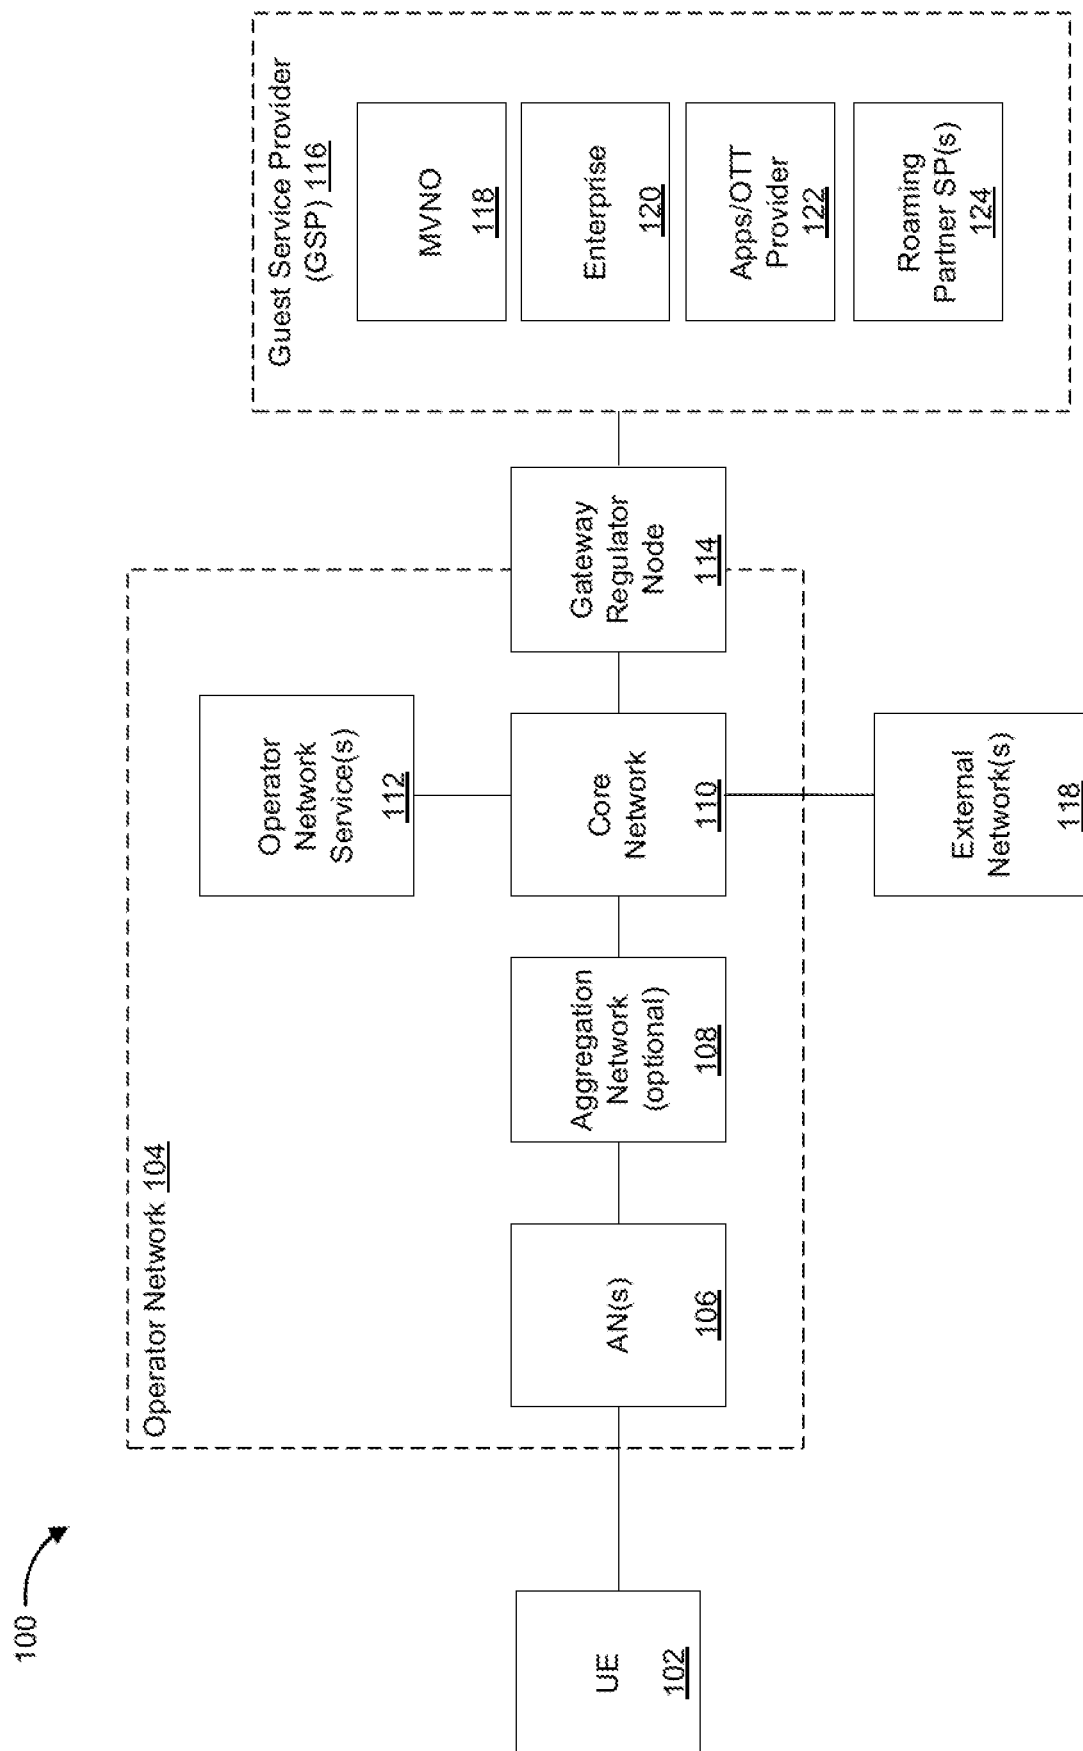 100
UE
102
Operator Network 104
AN(s)
106
Aggregation
Network
(optional)
108
Operator
Network
Service(s)
112
Core
Network
110
External
Network(s)
118
Gateway
Regulator
Node
114
Guest Service Provider
(GSP) 116
MVNO
118
Enterprise
120
Apps/OTT
Provider
122
Roaming
Partner SP(s)
124